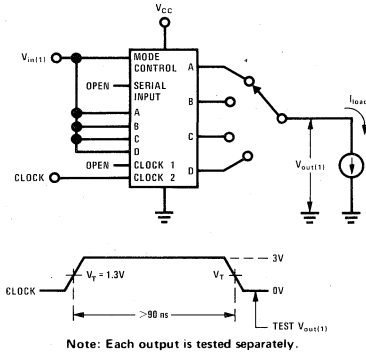 VCC
Vin(1)
MODE
CONTROL
A
OPEN
SERIAL
INPUT
B
A
B
C
C
D
D
OPEN
CLOCK 1
CLOCK
CLOCK 2
Iload
Vout(1)
3V
VT = 1.3V
VT
CLOCK
0V
>90 ns
TEST Vout(1)
Note: Each output is tested separately.